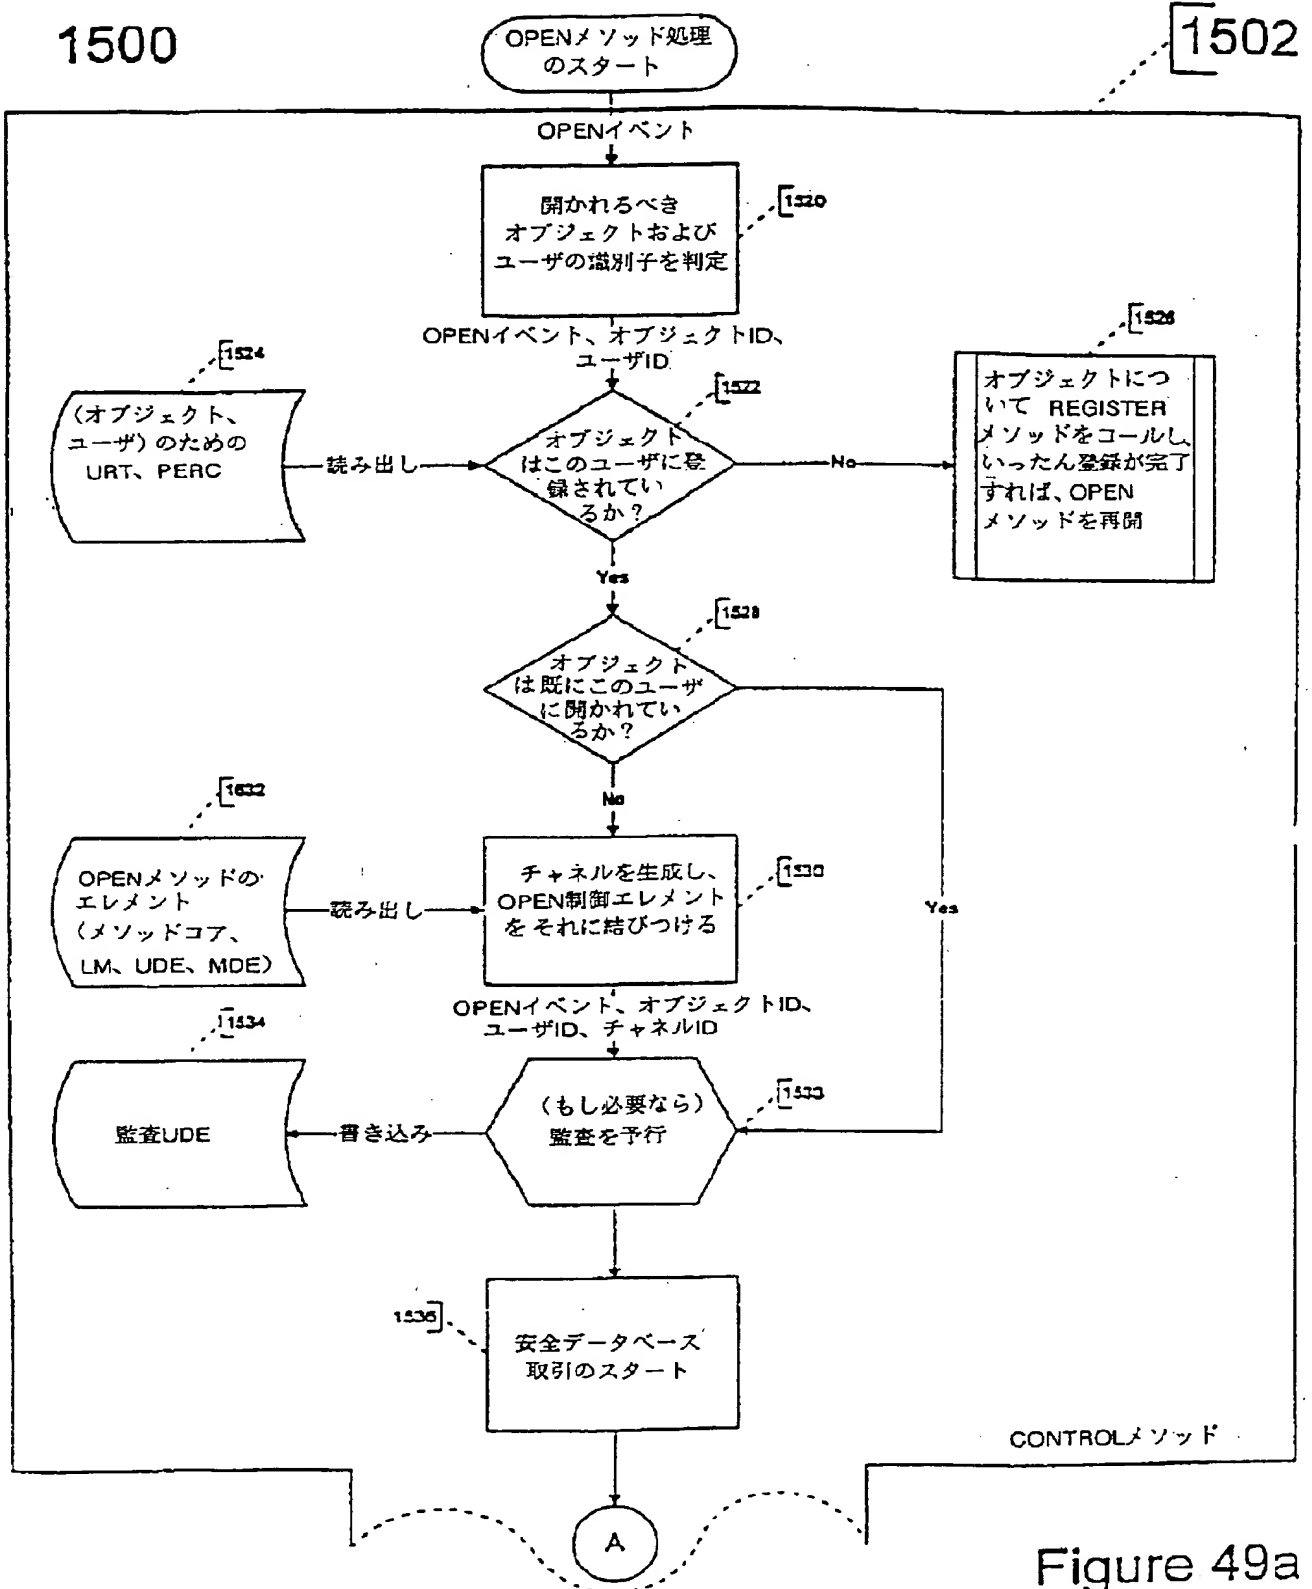 1500
OPENメソッド処理
のスタート
1502
OPENイベント
開かれるべき
オブジェクトおよび
ユーザの識別子を判定
1520
OPENイベント、オブジェクトID、
ユーザID
1524
(オブジェクト、
ユーザ)のための
URT、PERC
読み出し
1522
オブジェクト
はこのユーザに登
録されてい
るか?
No
1526
オブジェクトにつ
いて REGISTER
メソッドをコールし、
いったん登録が完了
すれば、OPEN
メソッドを再開
Yes
1528
オブジェクト
は既にこのユーザ
に開かれてい
るか?
No
Yes
1532
OPENメソッドの
エレメント
(メソッドコア、
LM、UDE、MDE)
読み出し
チャネルを生成し、
OPEN制御エレメント
をそれに結びつける
1530
OPENイベント、オブジェクトID、
ユーザID、チャネルID
1534
監査UDE
書き込み
(もし必要なら)
監査を予行
1533
1536
安全データベース
取引のスタート
CONTROLメソッド
A
Figure 49a